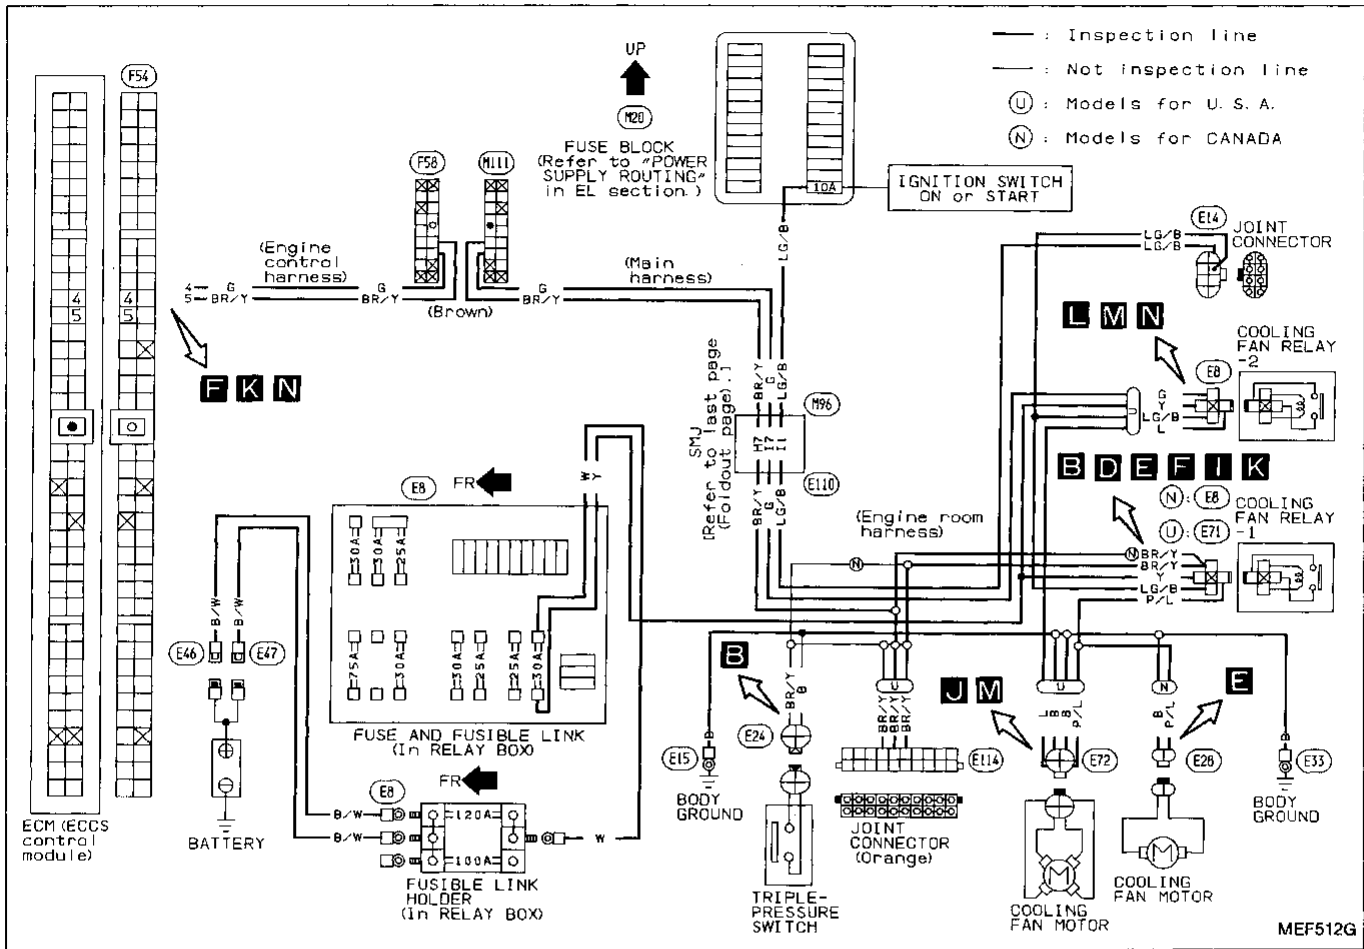 UP
M20
FUSE BLOCK
(Refer to "POWER
SUPPLY ROUTING"
in EL section.)
10A
IGNITION SWITCH
ON or START
: Inspection line
: Not inspection line
U : Models for U. S. A.
N : Models for CANADA
F54
4
5
4
5
ECM (ECCS
control
module)
F K N
4 G
5 BR/Y
(Engine
control
harness)
G
BR/Y
F58
M111
(Brown)
G
BR/Y
(Main
harness)
LG/B
BR/Y
G
LG/B
M96
SMJ
[Refer to last page
(Foldout page).]
H7
I7
I1
E110
BR/Y
G
LG/B
E14
LG/B
LG/B
JOINT
CONNECTOR
L M N
E8
COOLING
FAN RELAY
-2
U
G
Y
LG/B
L
B D E F I K
N : E8
U : E71
COOLING
FAN RELAY
-1
(Engine room
harness)
N
N
BR/Y
BR/Y
Y
LG/B
P/L
W
Y
E8
FR
30A
30A
25A
75A
30A
30A
25A
25A
30A
FUSE AND FUSIBLE LINK
(In RELAY BOX)
B/W
B/W
E46
E47
BATTERY
FR
E8
B/W
B/W
120A
100A
W
FUSIBLE LINK
HOLDER
(In RELAY BOX)
B
E15
B
BODY
GROUND
BR/Y
B
E24
TRIPLE-
PRESSURE
SWITCH
U
BR/Y
BR/Y
BR/Y
E114
JOINT
CONNECTOR
(Orange)
J M
U
L
B
B
P/L
E72
COOLING
FAN MOTOR
M
N
B
P/L
E
E26
M
COOLING
FAN MOTOR
B
E33
BODY
GROUND
MEF512G